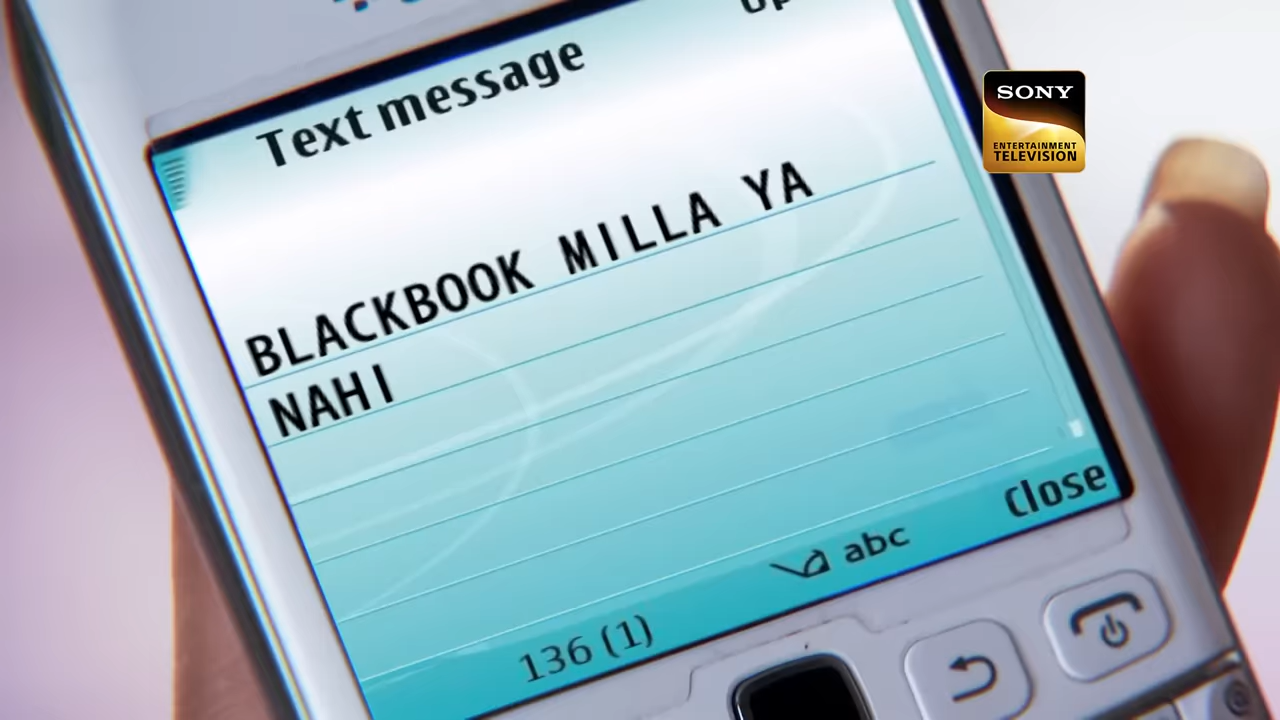 Text message
BLACKBOOK MILLA YA
NAHI
136 (1)
abc
Close
SONY
ENTERTAINMENT
TELEVISION